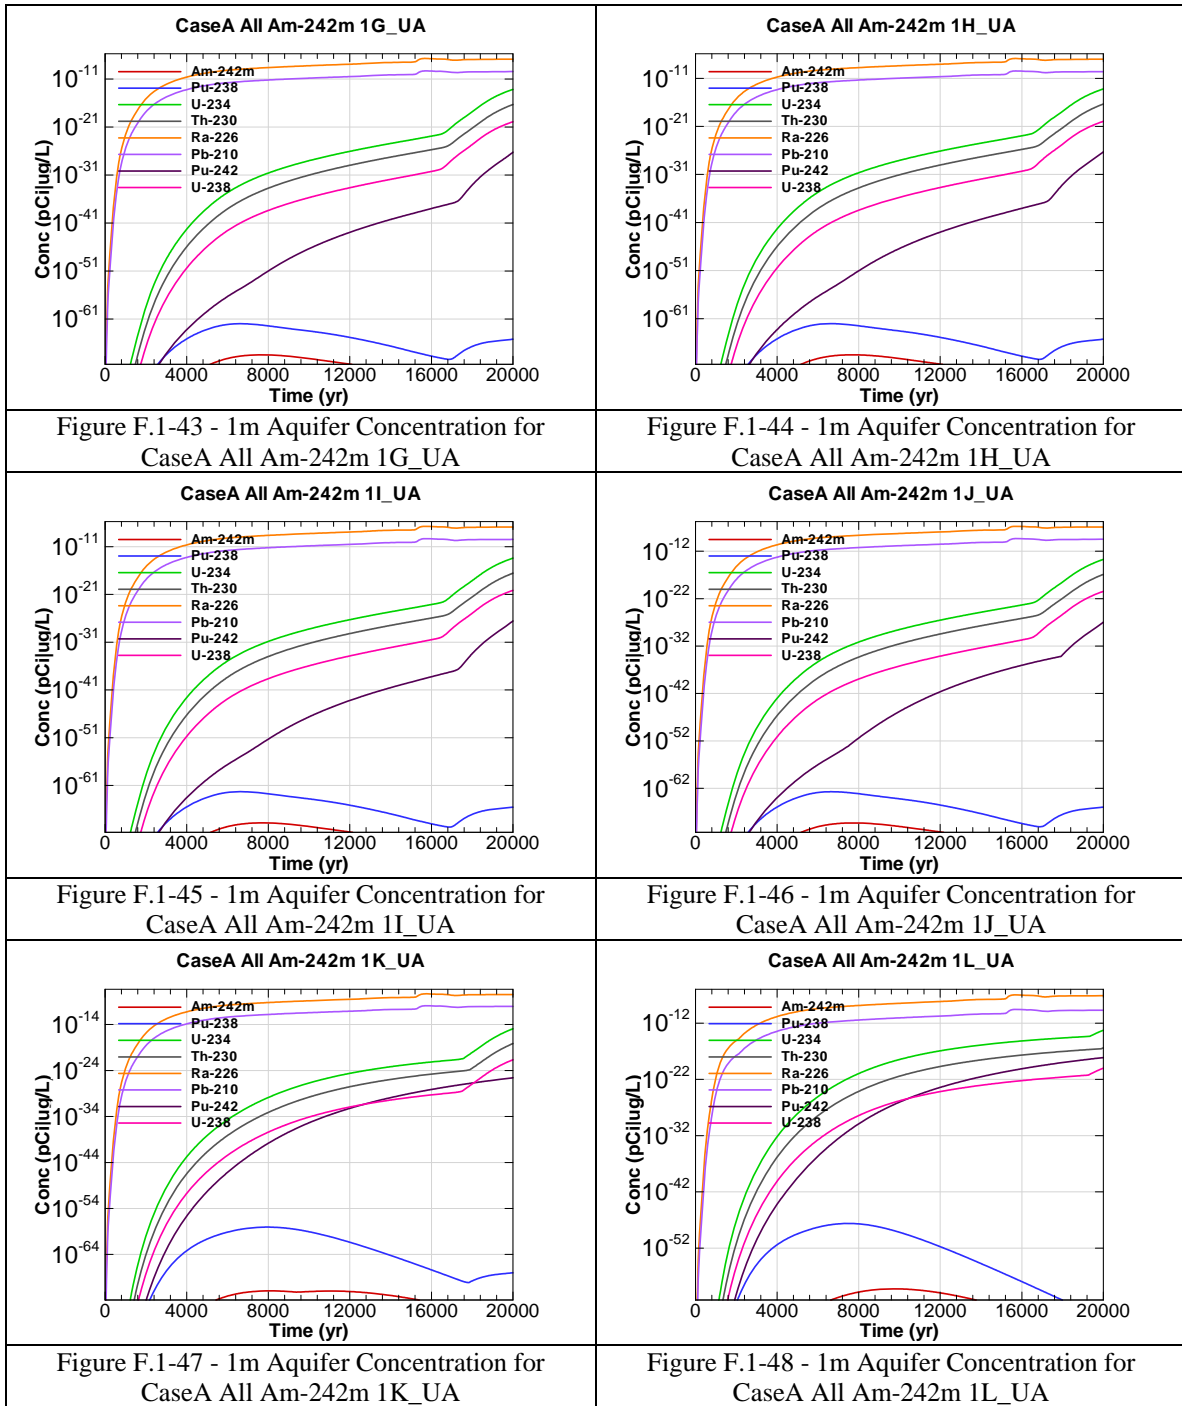 CaseA All Am-242m 1G_UA
Conc (pCi|ug/L)
10^-11
10^-21
10^-31
10^-41
10^-51
10^-61
Am-242m
Pu-238
U-234
Th-230
Ra-226
Pb-210
Pu-242
U-238
0 4000 8000 12000 16000 20000
Time (yr)
Figure F.1-43 - 1m Aquifer Concentration for
CaseA All Am-242m 1G_UA
CaseA All Am-242m 1H_UA
Conc (pCi|ug/L)
10^-11
10^-21
10^-31
10^-41
10^-51
10^-61
Am-242m
Pu-238
U-234
Th-230
Ra-226
Pb-210
Pu-242
U-238
0 4000 8000 12000 16000 20000
Time (yr)
Figure F.1-44 - 1m Aquifer Concentration for
CaseA All Am-242m 1H_UA
CaseA All Am-242m 1I_UA
Conc (pCi|ug/L)
10^-11
10^-21
10^-31
10^-41
10^-51
10^-61
Am-242m
Pu-238
U-234
Th-230
Ra-226
Pb-210
Pu-242
U-238
0 4000 8000 12000 16000 20000
Time (yr)
Figure F.1-45 - 1m Aquifer Concentration for
CaseA All Am-242m 1I_UA
CaseA All Am-242m 1J_UA
Conc (pCi|ug/L)
10^-12
10^-22
10^-32
10^-42
10^-52
10^-62
Am-242m
Pu-238
U-234
Th-230
Ra-226
Pb-210
Pu-242
U-238
0 4000 8000 12000 16000 20000
Time (yr)
Figure F.1-46 - 1m Aquifer Concentration for
CaseA All Am-242m 1J_UA
CaseA All Am-242m 1K_UA
Conc (pCi|ug/L)
10^-14
10^-24
10^-34
10^-44
10^-54
10^-64
Am-242m
Pu-238
U-234
Th-230
Ra-226
Pb-210
Pu-242
U-238
0 4000 8000 12000 16000 20000
Time (yr)
Figure F.1-47 - 1m Aquifer Concentration for
CaseA All Am-242m 1K_UA
CaseA All Am-242m 1L_UA
Conc (pCi|ug/L)
10^-12
10^-22
10^-32
10^-42
10^-52
Am-242m
Pu-238
U-234
Th-230
Ra-226
Pb-210
Pu-242
U-238
0 4000 8000 12000 16000 20000
Time (yr)
Figure F.1-48 - 1m Aquifer Concentration for
CaseA All Am-242m 1L_UA